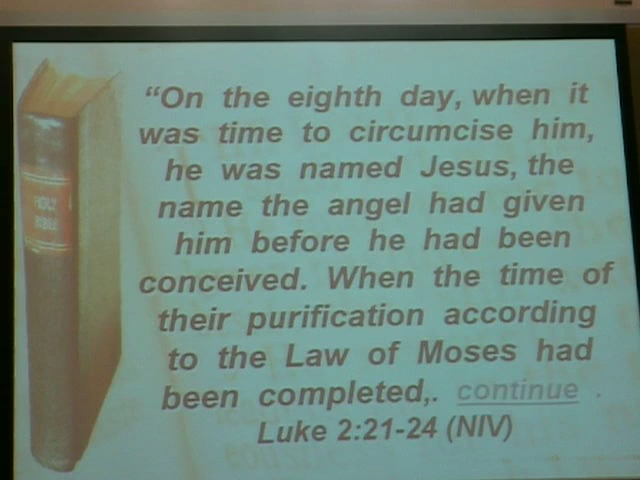 HOLY
BIBLE
“On the eighth day, when it
was time to circumcise him,
he was named Jesus, the
name the angel had given
him before he had been
conceived. When the time of
their purification according
to the Law of Moses had
been completed,. continue .
Luke 2:21-24 (NIV)